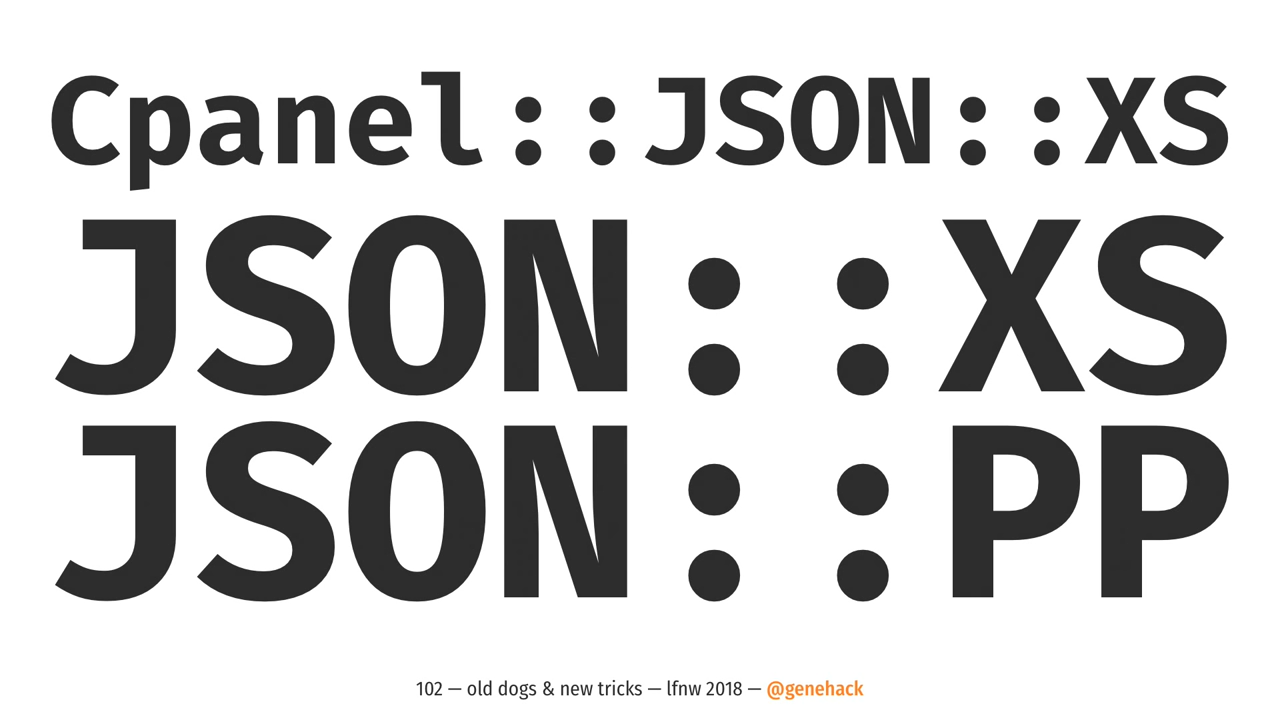 Cpanel::JSON::XS
JSON::XS
JSON::PP
102 — old dogs & new tricks — lfnw 2018 — @genehack